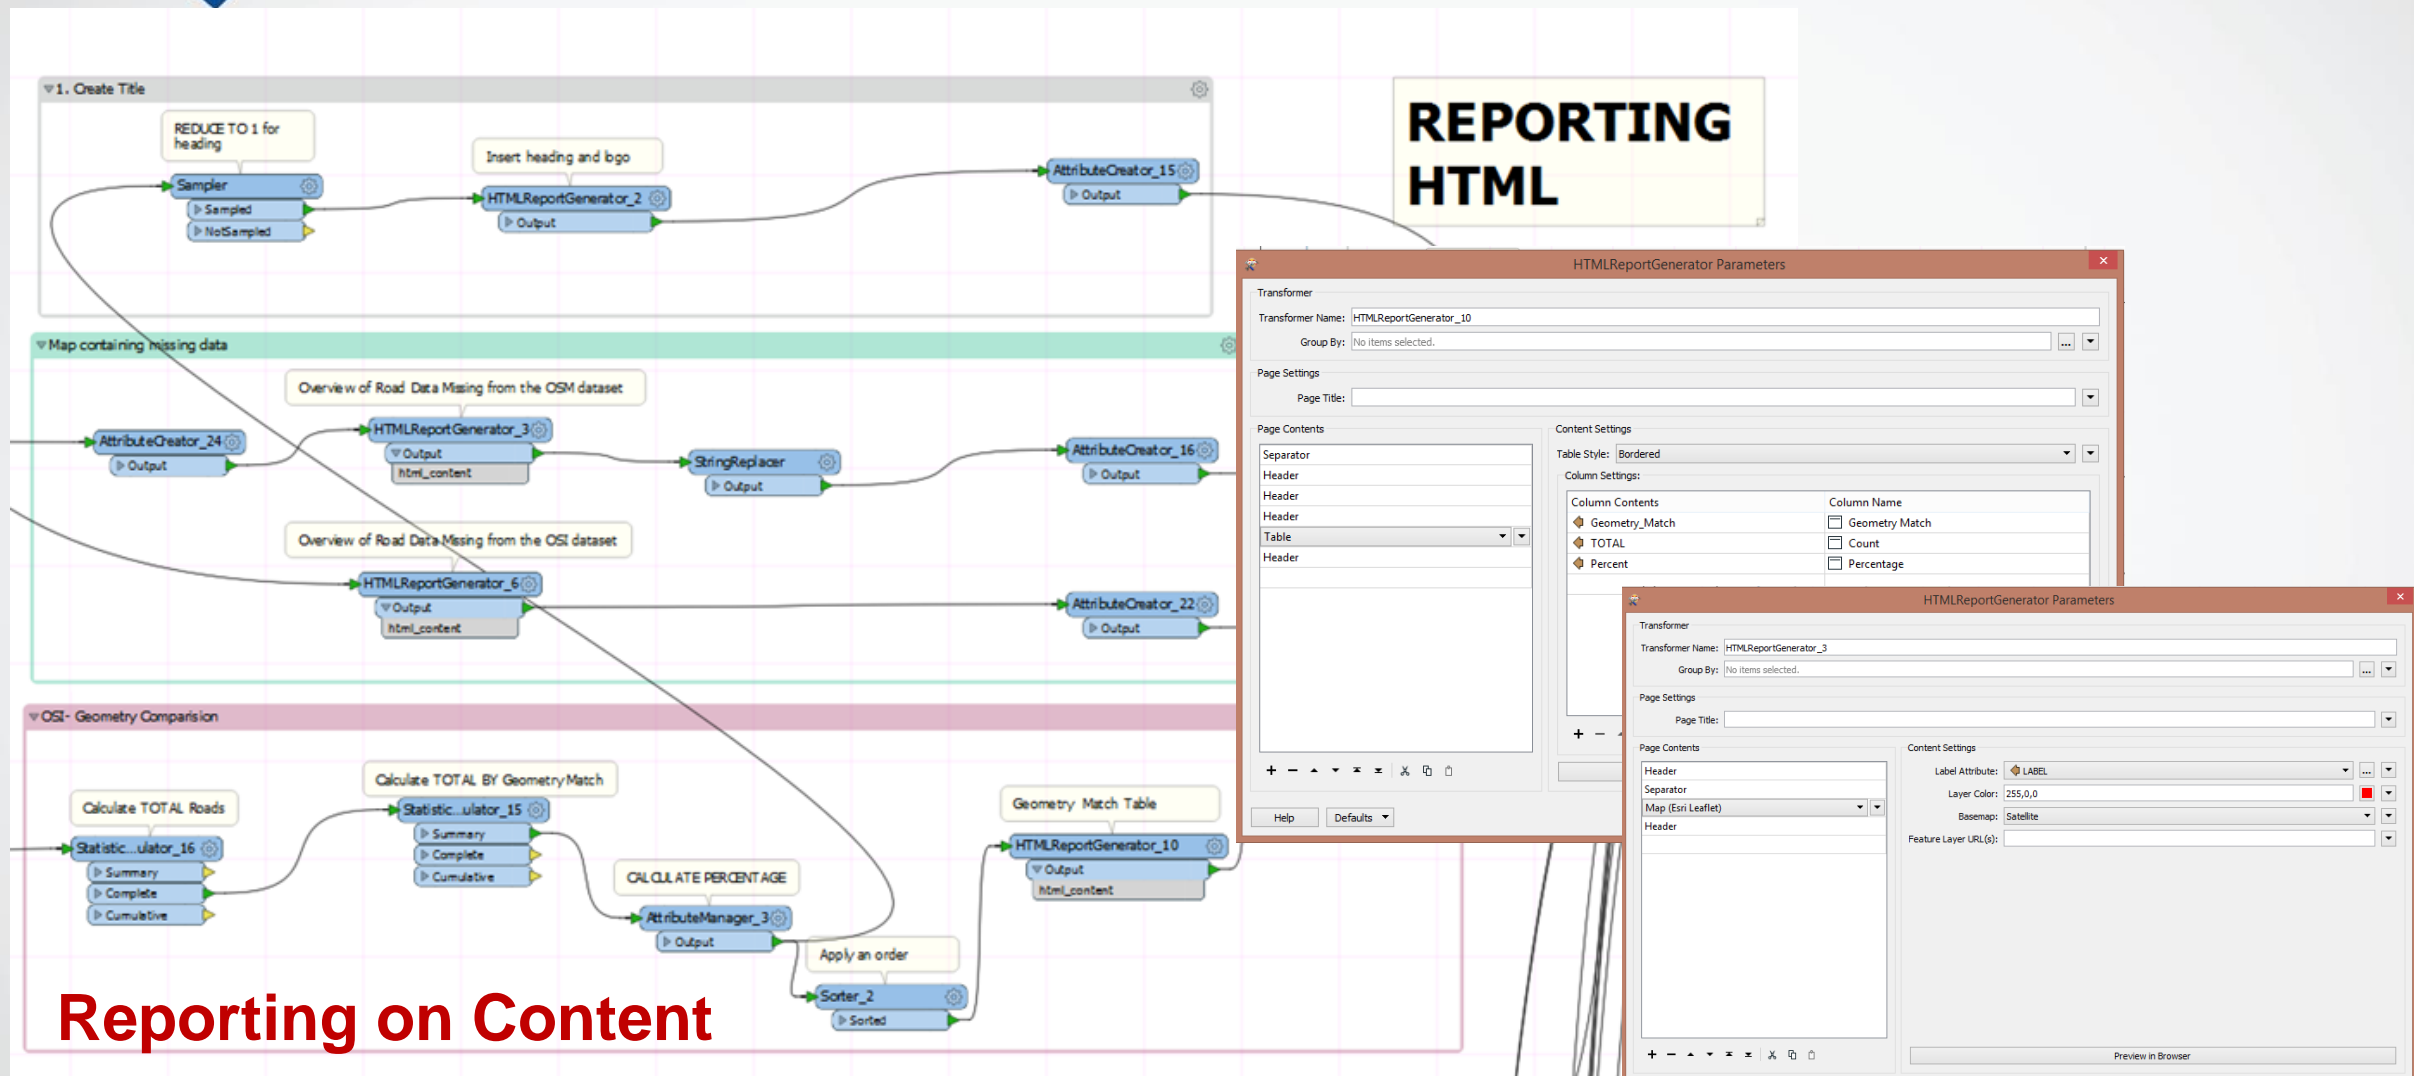 1. Create Title
REDUCE TO 1 for
heading
Sampler
Sampled
NotSampled
Insert heading and logo
HTMLReportGenerator_2
Output
AttributeCreator_15
Output
REPORTING
HTML
Map containing missing data
Overview of Road Data Missing from the OSM dataset
AttributeCreator_24
Output
HTMLReportGenerator_3
Output
html_content
StringReplacer
Output
AttributeCreator_16
Output
Overview of Road Data Missing from the OSI dataset
HTMLReportGenerator_6
Output
html_content
AttributeCreator_22
Output
OSI- Geometry Comparision
Calculate TOTAL Roads
Statistic...ulator_16
Summary
Complete
Cumulative
Calculate TOTAL BY Geometry Match
Statistic...ulator_15
Summary
Complete
Cumulative
CALCULATE PERCENTAGE
AttributeManager_3
Output
Apply an order
Sorter_2
Sorted
Geometry Match Table
HTMLReportGenerator_10
Output
html_content
Reporting on Content
HTMLReportGenerator Parameters
Transformer
Transformer Name: HTMLReportGenerator_10
Group By: No items selected.
Page Settings
Page Title:
Page Contents
Separator
Header
Header
Header
Table
Header
Content Settings
Table Style: Bordered
Column Settings:
Column Contents Column Name
Geometry_Match Geometry Match
TOTAL Count
Percent Percentage
Help Defaults
HTMLReportGenerator Parameters
Transformer
Transformer Name: HTMLReportGenerator_3
Group By: No items selected.
Page Settings
Page Title:
Page Contents
Header
Separator
Map (Esri Leaflet)
Header
Content Settings
Label Attribute: LABEL
Layer Color: 255,0,0
Basemap: Satellite
Feature Layer URL(s):
Preview in Browser